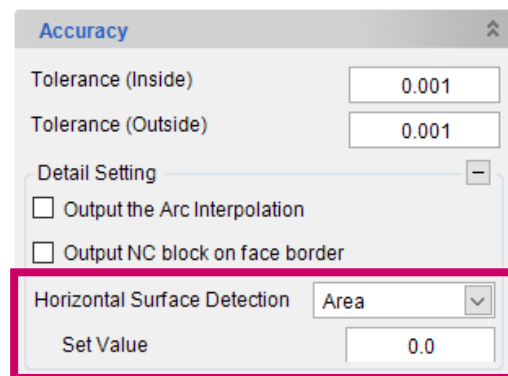 Accuracy
Tolerance (Inside) 0.001
Tolerance (Outside) 0.001
Detail Setting
Output the Arc Interpolation
Output NC block on face border
Horizontal Surface Detection Area
Set Value 0.0